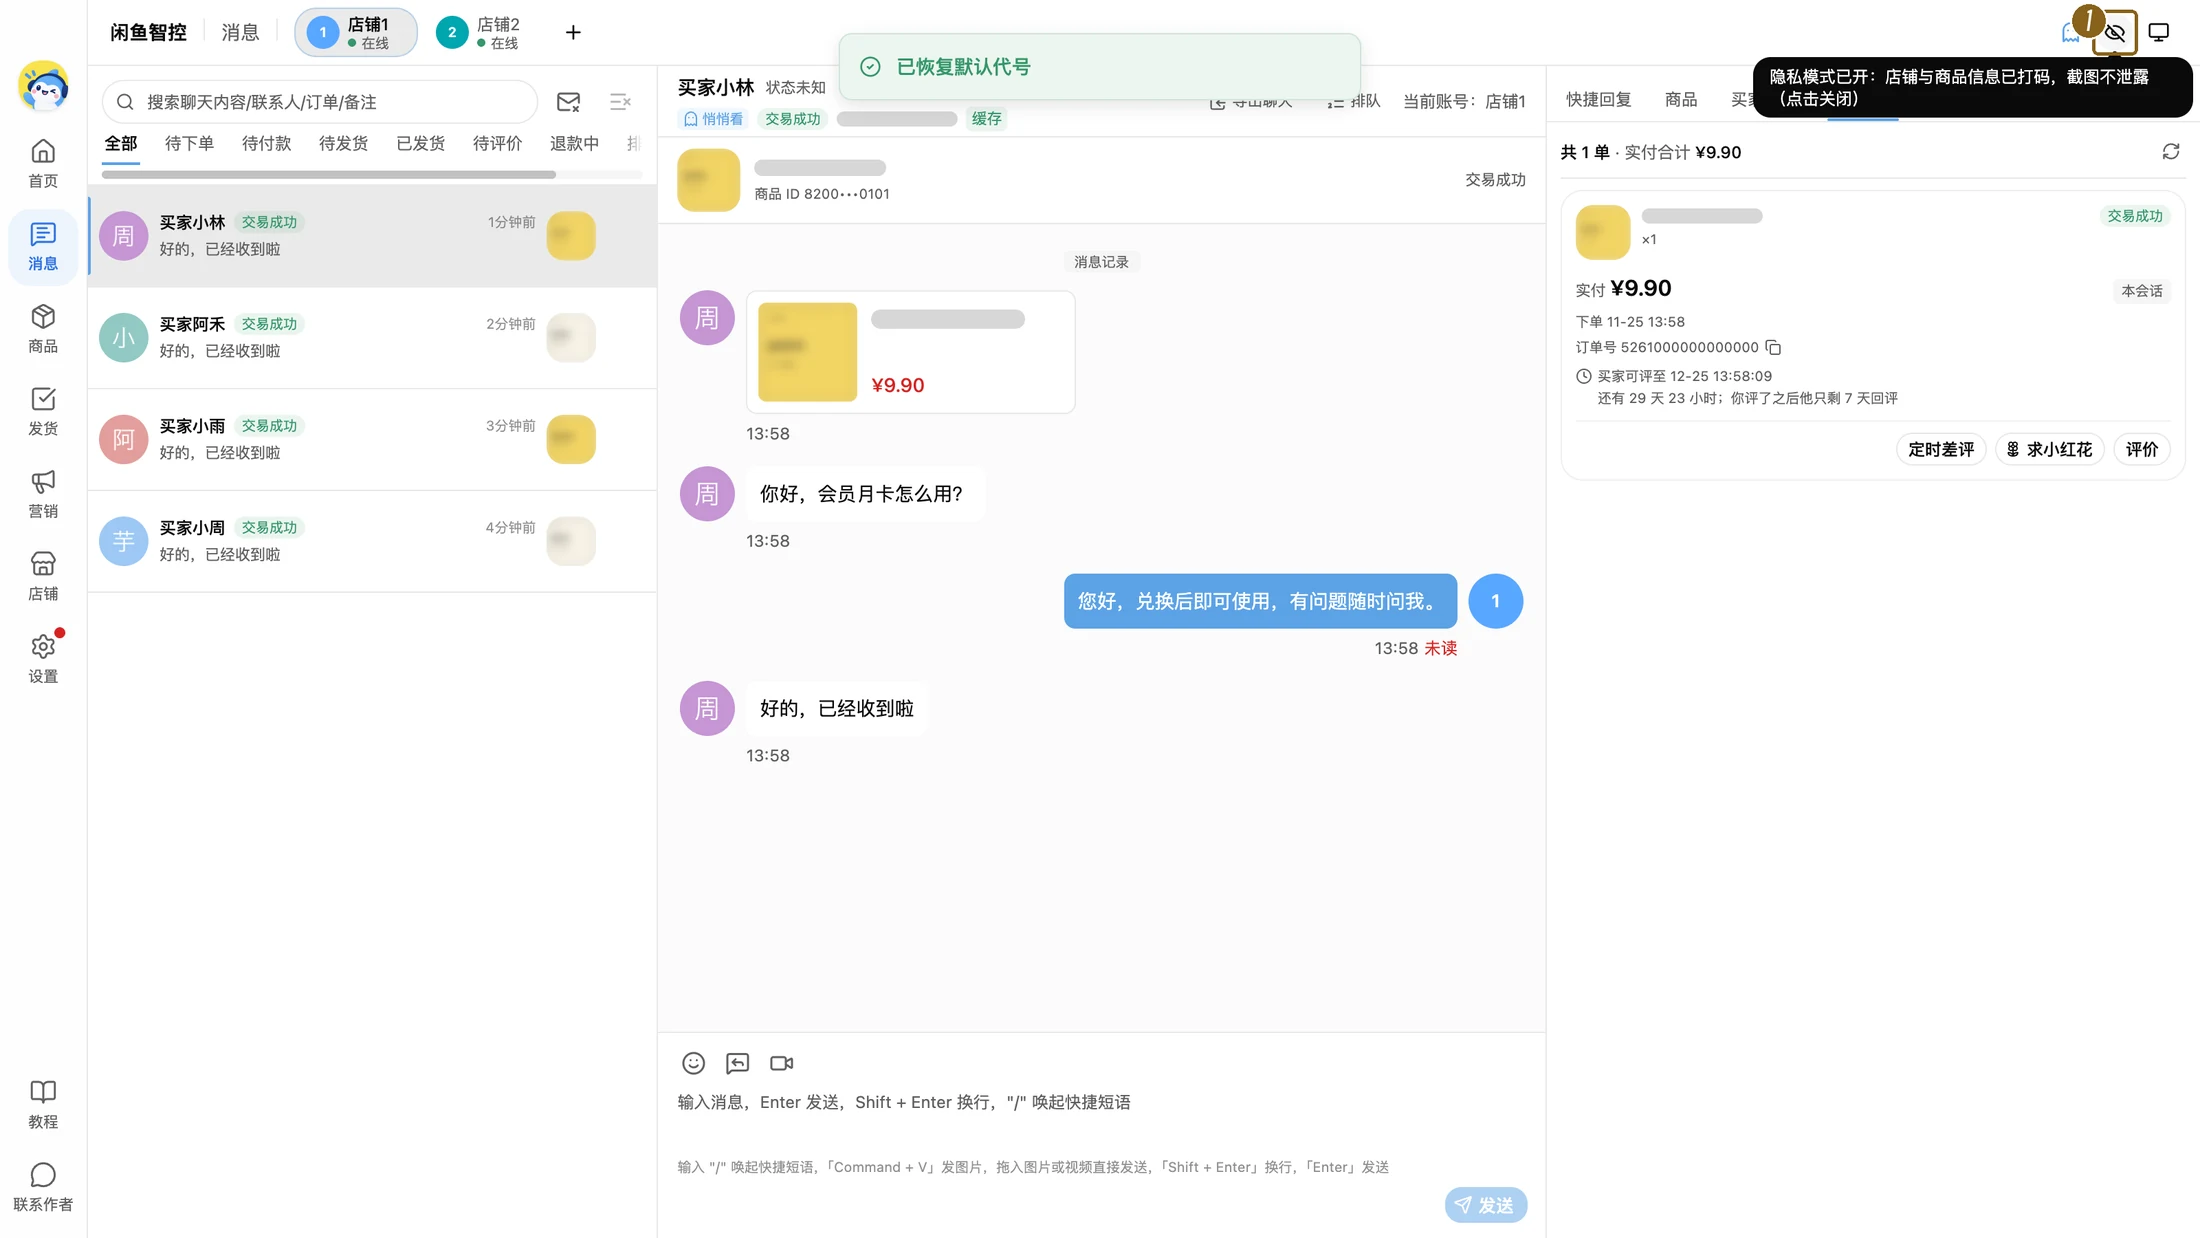 闲鱼智控
消息
1 店铺1
在线
2 店铺2
在线
+
已恢复默认代号
1
隐私模式已开：店铺与商品信息已打码，截图不泄露
（点击关闭）
首页
消息
商品
发货
营销
店铺
设置
教程
联系作者
搜索聊天内容/联系人/订单/备注
全部 待下单 待付款 待发货 已发货 待评价 退款中
周 买家小林 交易成功 1分钟前
好的，已经收到啦
小 买家阿禾 交易成功 2分钟前
好的，已经收到啦
阿 买家小雨 交易成功 3分钟前
好的，已经收到啦
芋 买家小周 交易成功 4分钟前
好的，已经收到啦
买家小林 状态未知
排队 当前账号：店铺1
悄悄看 交易成功 缓存
商品 ID 8200•••0101
交易成功
消息记录
周
¥9.90
13:58
周 你好，会员月卡怎么用？
13:58
您好，兑换后即可使用，有问题随时问我。 1
13:58 未读
周 好的，已经收到啦
13:58
输入消息，Enter 发送，Shift + Enter 换行，"/" 唤起快捷短语
输入 "/" 唤起快捷短语，「Command + V」发图片，拖入图片或视频直接发送，「Shift + Enter」换行，「Enter」发送
发送
快捷回复 商品
共 1 单 · 实付合计 ¥9.90
交易成功
×1
实付 ¥9.90
本会话
下单 11-25 13:58
订单号 5261000000000000
买家可评至 12-25 13:58:09
还有 29 天 23 小时；你评了之后他只剩 7 天回评
定时差评 求小红花 评价